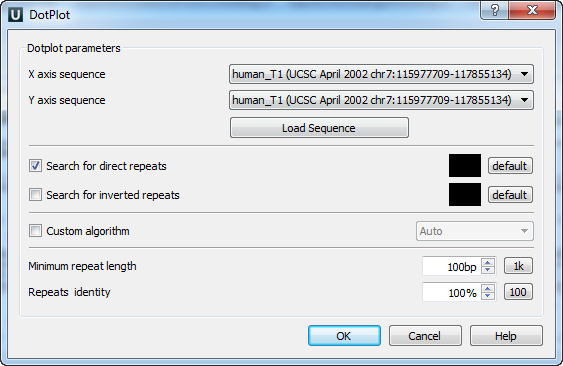 DotPlot
Dotplot parameters
X axis sequence human_T1 (UCSC April 2002 chr7:115977709-117855134)
Y axis sequence human_T1 (UCSC April 2002 chr7:115977709-117855134)
Load Sequence
Search for direct repeats default
Search for inverted repeats default
Custom algorithm Auto
Minimum repeat length 100bp 1k
Repeats identity 100% 100
OK Cancel Help